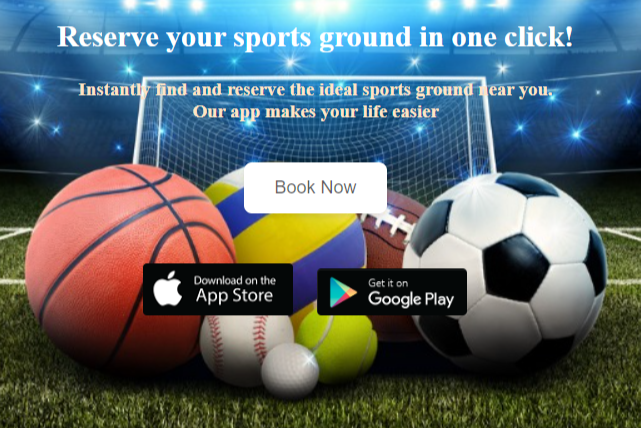 Reserve your sports ground in one click!
Instantly find and reserve the ideal sports ground near you.
Our app makes your life easier
Book Now
Download on the
App Store
Get it on
Google Play